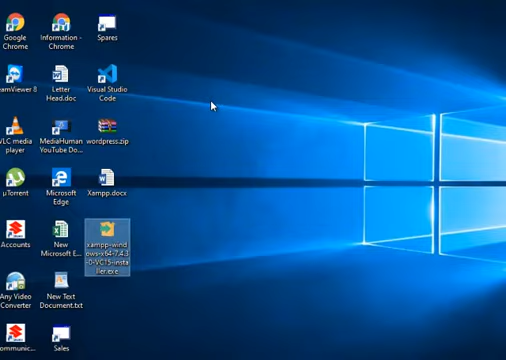 Google
Chrome
Information -
Chrome
Spares
eamViewer 8
Letter
Head.doc
Visual Studio
Code
VLC media
player
MediaHuman
YouTube Do...
wordpress.zip
µTorrent
Microsoft
Edge
Xampp.docx
Accounts
New
Microsoft E...
xampp-wind
ows-x64-7.4.3
-0-VC15-insta
ller.exe
Any Video
Converter
New Text
Document.txt
ommunic...
Sales